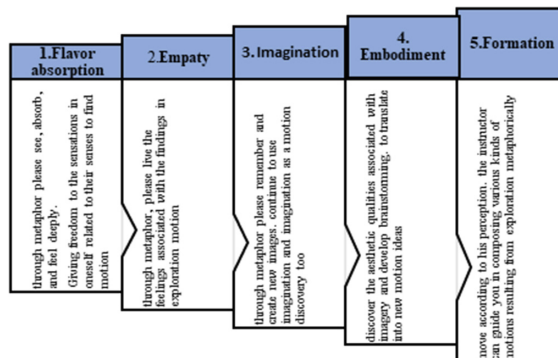 1.Flavor
absorption
through metaphor please see, absorb,
and feel deeply.
Giving freedom to the sensations in
oneself related to their senses to find
motion
2.Empaty
through metaphor, please live the
feelings associated with the findings in
exploration motion
3. Imagination
through metaphor please remember and
create new images. continue to use
imagination and imagination as a motion
discovery too
4.
Embodiment
discover the aesthetic qualities associated with
imagery and develop brainstorming. to translate
into new motion ideas
5.Formation
move according to his perception. the instructor
can guide you in composing various kinds of
motions resulting from exploration metaphorically